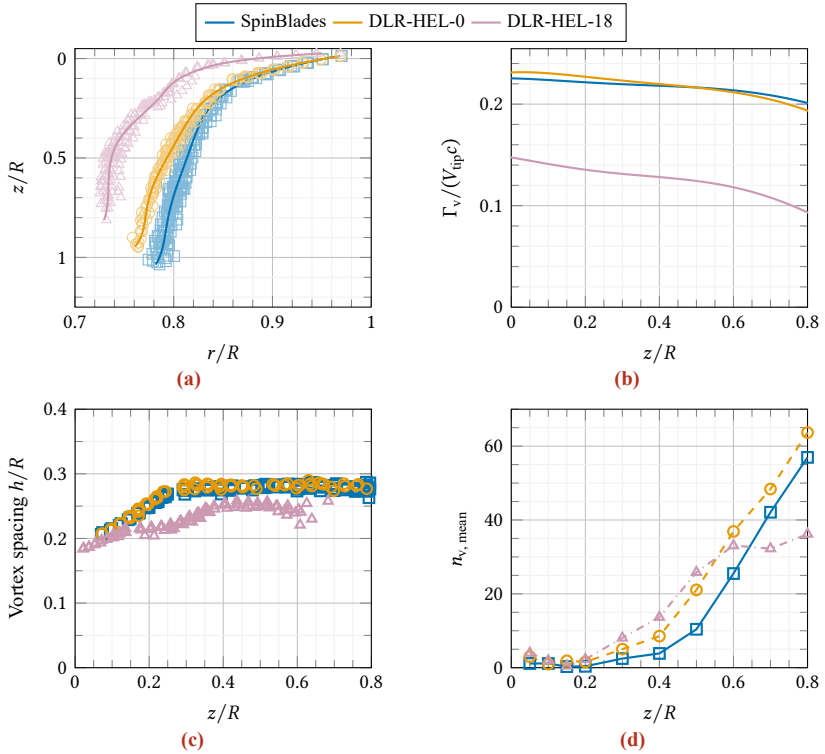 SpinBlades DLR-HEL-0 DLR-HEL-18
0
0.5
1
z/R
0.7 0.8 0.9 1
r/R
(a)
0.2
0.1
0
Γv/(Vtipc)
0 0.2 0.4 0.6 0.8
z/R
(b)
0.4
0.3
0.2
0.1
0
Vortex spacing h/R
0 0.2 0.4 0.6 0.8
z/R
(c)
60
40
20
0
nv, mean
0 0.2 0.4 0.6 0.8
z/R
(d)